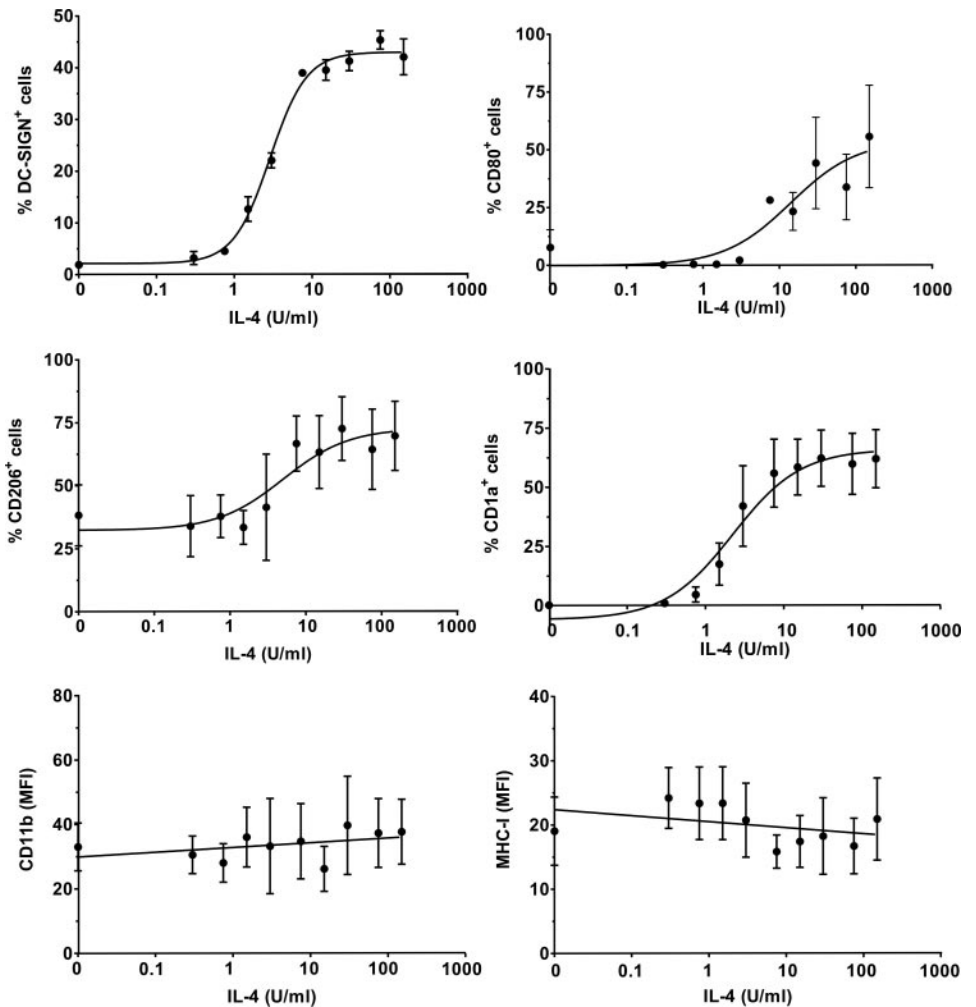 50
40
30
20
10
0
% DC-SIGN+ cells
0 0.1 1 10 100 1000
IL-4 (U/ml)
100
75
50
25
0
% CD80+ cells
0 0.1 1 10 100 1000
IL-4 (U/ml)
100
75
50
25
0
% CD206+ cells
0 0.1 1 10 100 1000
IL-4 (U/ml)
100
75
50
25
0
% CD1a+ cells
0 0.1 1 10 100 1000
IL-4 (U/ml)
80
60
40
20
0
CD11b (MFI)
0 0.1 1 10 100 1000
IL-4 (U/ml)
40
30
20
10
0
MHC-I (MFI)
0 0.1 1 10 100 1000
IL-4 (U/ml)